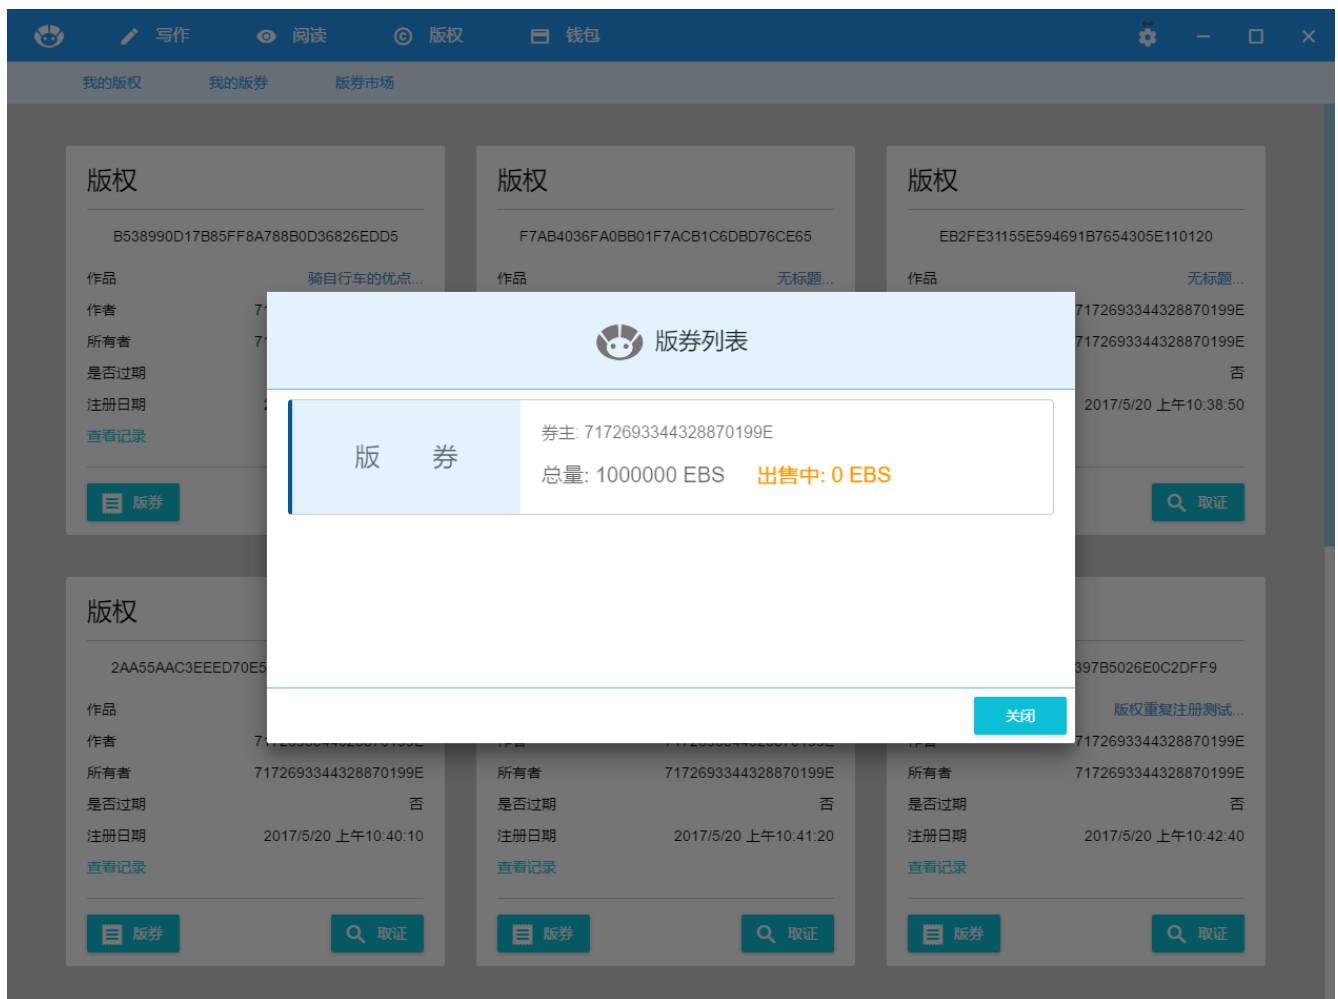 写作 阅读 版权 钱包
我的版权 我的版券 版券市场
版权
B538990D17B85FF8A788B0D36826EDD5
作品 骑自行车的优点...
作者
所有者
是否过期
注册日期
查看记录
版券
版权
F7AB4036FA0BB01F7ACB1C6DBD76CE65
作品 无标题...
版权
EB2FE31155E594691B7654305E110120
作品 无标题...
7172693344328870199E
7172693344328870199E
否
2017/5/20 上午10:38:50
取证
版券列表
版 券
券主: 7172693344328870199E
总量: 1000000 EBS 出售中: 0 EBS
关闭
版权
2AA55AAC3EEED70E5
作品
作者 7172693344328870199E
所有者 7172693344328870199E
是否过期 否
注册日期 2017/5/20 上午10:40:10
查看记录
版券 取证
作者 7172693344328870199E
所有者 7172693344328870199E
是否过期 否
注册日期 2017/5/20 上午10:41:20
查看记录
版券 取证
397B5026E0C2DFF9
版权重复注册测试...
作者 7172693344328870199E
所有者 7172693344328870199E
是否过期 否
注册日期 2017/5/20 上午10:42:40
查看记录
版券 取证